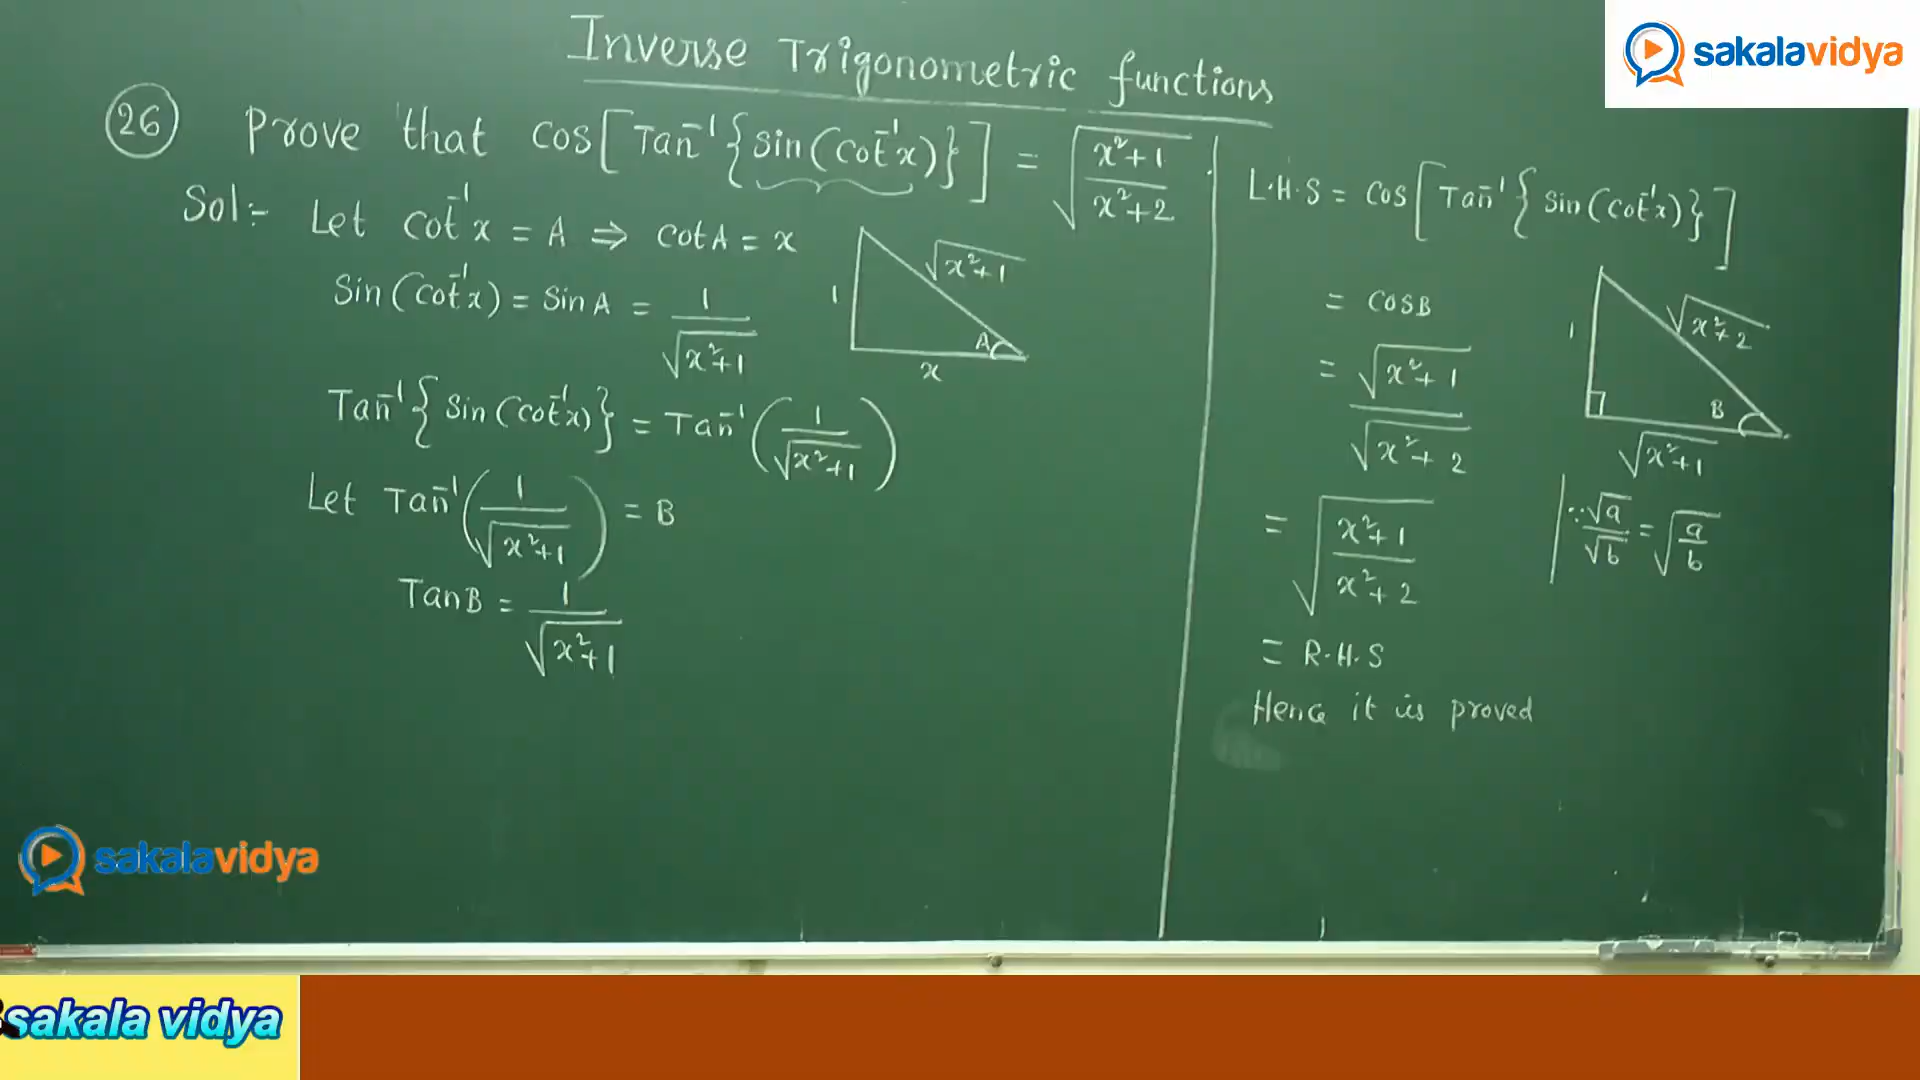 Inverse Trigonometric functions
sakalavidya
26 Prove that cos[Tan⁻¹{sin(cot⁻¹x)}] = √((x²+1)/(x²+2))
Sol:- Let cot⁻¹x = A ⇒ cotA = x
Sin(cot⁻¹x) = sin A = 1/√(x²+1)
1
√(x²+1)
A
x
Tan⁻¹{sin(cot⁻¹x)} = Tan⁻¹(1/√(x²+1))
Let Tan⁻¹(1/√(x²+1)) = B
TanB = 1/√(x²+1)
L.H.S = cos[Tan⁻¹{sin(cot⁻¹x)}]
= cosB
= √(x²+1)/√(x²+2)
1
√(x²+2)
B
√(x²+1)
= √((x²+1)/(x²+2))
∵ √a/√b = √(a/b)
= R.H.S
Hence it is proved
sakalavidya
sakala vidya